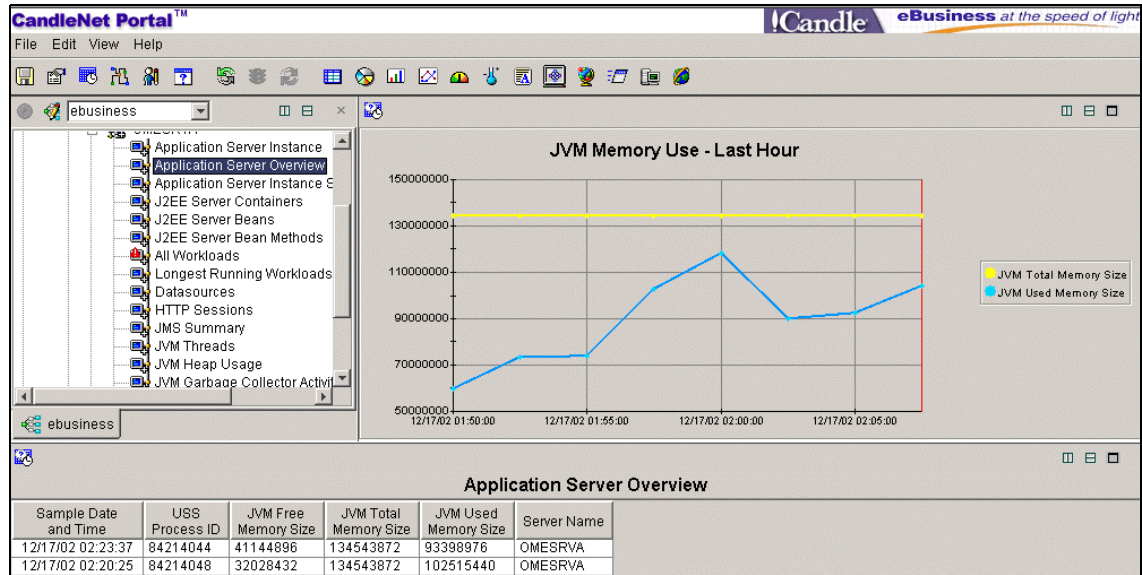 CandleNet Portal™
!Candle eBusiness at the speed of light
File Edit View Help
ebusiness
Application Server Instance
Application Server Overview
Application Server Instance S
J2EE Server Containers
J2EE Server Beans
J2EE Server Bean Methods
All Workloads
Longest Running Workloads
Datasources
HTTP Sessions
JMS Summary
JVM Threads
JVM Heap Usage
JVM Garbage Collector Activit
ebusiness
JVM Memory Use - Last Hour
150000000
130000000
110000000
90000000
70000000
50000000
12/17/02 01:50:00 12/17/02 01:55:00 12/17/02 02:00:00 12/17/02 02:05:00
JVM Total Memory Size
JVM Used Memory Size
Application Server Overview
Sample Date and Time USS Process ID JVM Free Memory Size JVM Total Memory Size JVM Used Memory Size Server Name
12/17/02 02:23:37 84214044 41144896 134543872 93398976 OMESRVA
12/17/02 02:20:25 84214048 32028432 134543872 102515440 OMESRVA